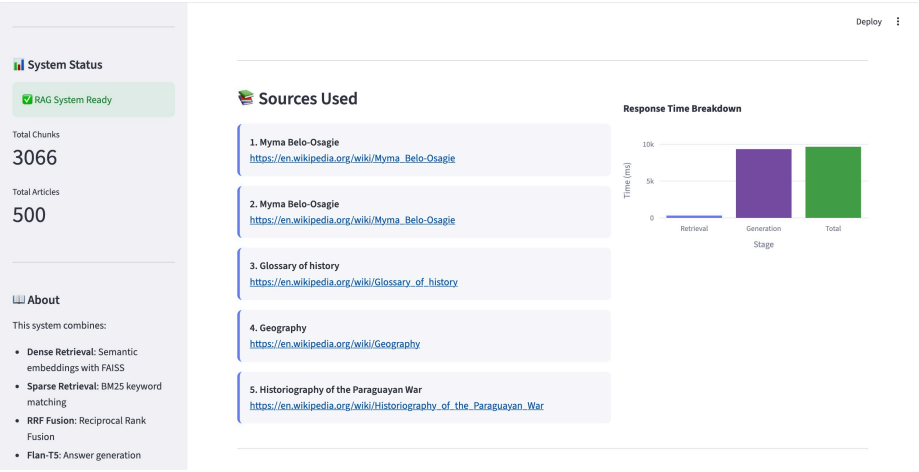 Deploy
📊 System Status
✅ RAG System Ready
Total Chunks
3066
Total Articles
500
📖 About
This system combines:
• Dense Retrieval: Semantic
embeddings with FAISS
• Sparse Retrieval: BM25 keyword
matching
• RRF Fusion: Reciprocal Rank
Fusion
• Flan-T5: Answer generation
📚 Sources Used
1. Myma Belo-Osagie
https://en.wikipedia.org/wiki/Myma_Belo-Osagie
2. Myma Belo-Osagie
https://en.wikipedia.org/wiki/Myma_Belo-Osagie
3. Glossary of history
https://en.wikipedia.org/wiki/Glossary_of_history
4. Geography
https://en.wikipedia.org/wiki/Geography
5. Historiography of the Paraguayan War
https://en.wikipedia.org/wiki/Historiography_of_the_Paraguayan_War
Response Time Breakdown
Time (ms)
10k
5k
0
Retrieval Generation Total
Stage